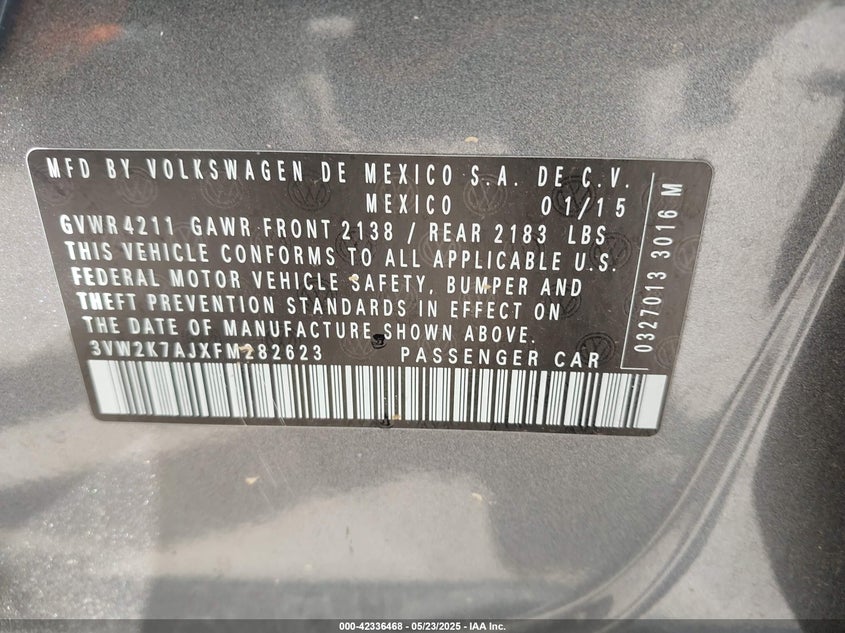 MFD BY VOLKSWAGEN DE MEXICO S.A. DE C.V.
MEXICO 01/15
GVWR 4211 GAWR FRONT 2138 / REAR 2183 LBS
THIS VEHICLE CONFORMS TO ALL APPLICABLE U.S.
FEDERAL MOTOR VEHICLE SAFETY, BUMPER AND
THEFT PREVENTION STANDARDS IN EFFECT ON
THE DATE OF MANUFACTURE SHOWN ABOVE.
3VW2K7AJXFM282623 PASSENGER CAR
0327013 3016 M
000-42336468 - 05/23/2025 - IAA Inc.